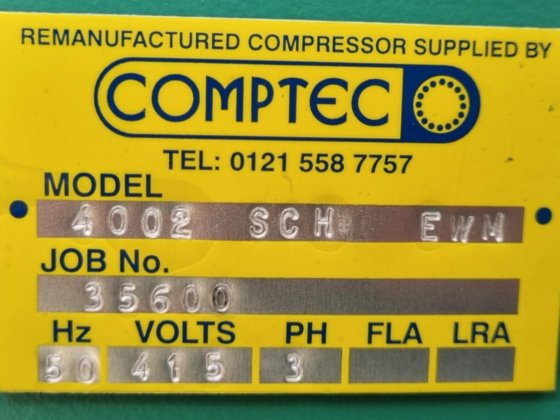 REMANUFACTURED COMPRESSOR SUPPLIED BY
COMPTEC
TEL: 0121 558 7757
MODEL
4002 SCH EWM
JOB No.
35600
Hz VOLTS PH FLA LRA
50 415 3